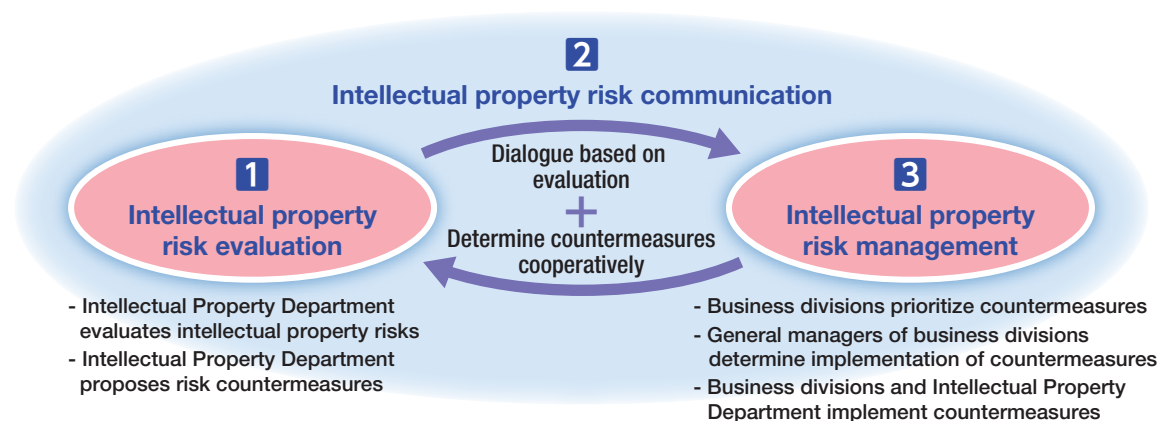 2
Intellectual property risk communication
1
Intellectual property
risk evaluation
Dialogue based on
evaluation
+
Determine countermeasures
cooperatively
3
Intellectual property
risk management
- Intellectual Property Department
evaluates intellectual property risks
- Intellectual Property Department
proposes risk countermeasures
- Business divisions prioritize countermeasures
- General managers of business divisions
determine implementation of countermeasures
- Business divisions and Intellectual Property
Department implement countermeasures